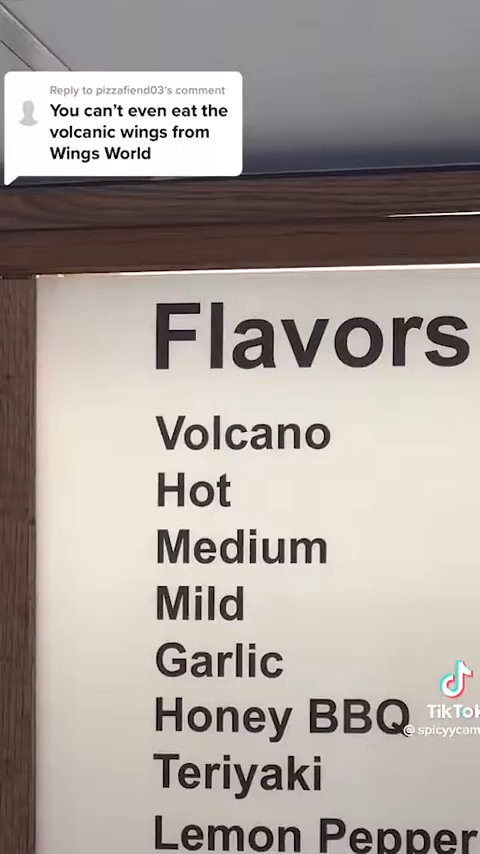 Reply to pizzafiend03's comment
You can't even eat the
volcanic wings from
Wings World
Flavors
Volcano
Hot
Medium
Mild
Garlic
Honey BBQ
Teriyaki
Lemon Pepper
TikTok
@spicyycam